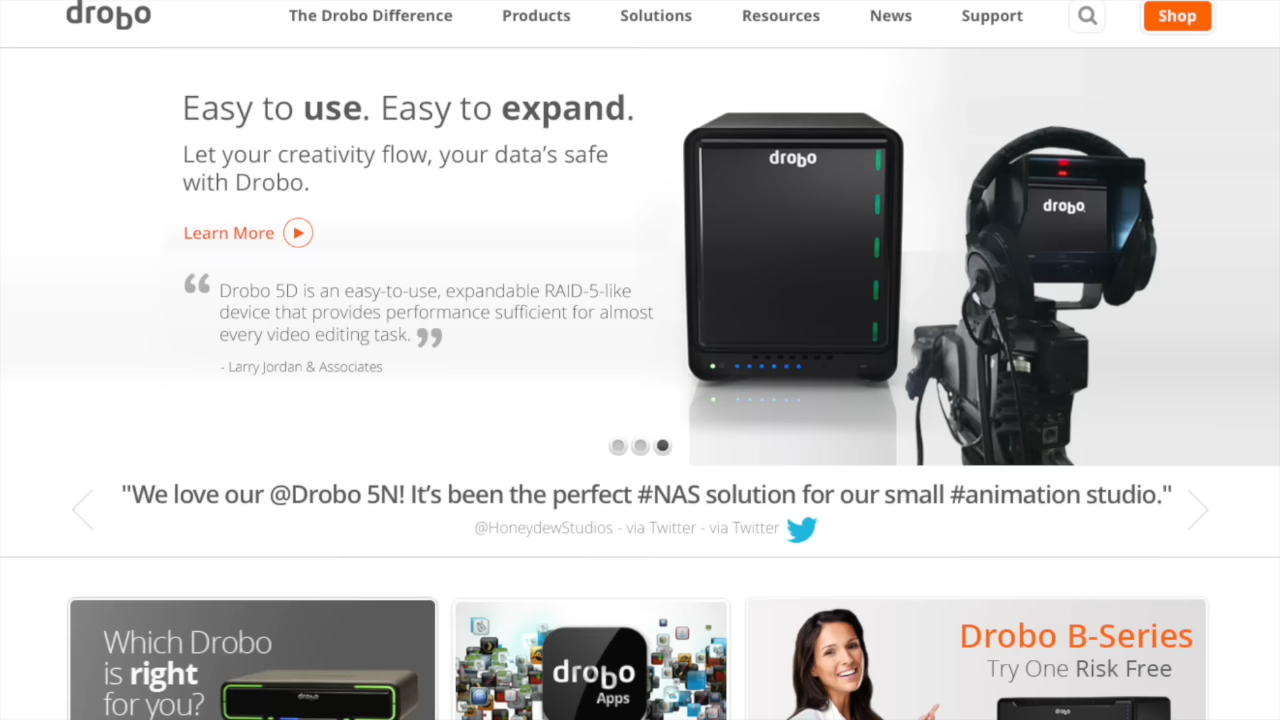 drobo
The Drobo Difference
Products
Solutions
Resources
News
Support
Shop
Easy to use. Easy to expand.
Let your creativity flow, your data’s safe
with Drobo.
Learn More
“ Drobo 5D is an easy-to-use, expandable RAID-5-like
device that provides performance sufficient for almost
every video editing task. ”
- Larry Jordan & Associates
drobo
drobo
"We love our @Drobo 5N! It’s been the perfect #NAS solution for our small #animation studio."
@HoneydewStudios - via Twitter - via Twitter
Which Drobo
is right
for you?
drobo
drobo
Apps
Drobo B-Series
Try One Risk Free
drobo